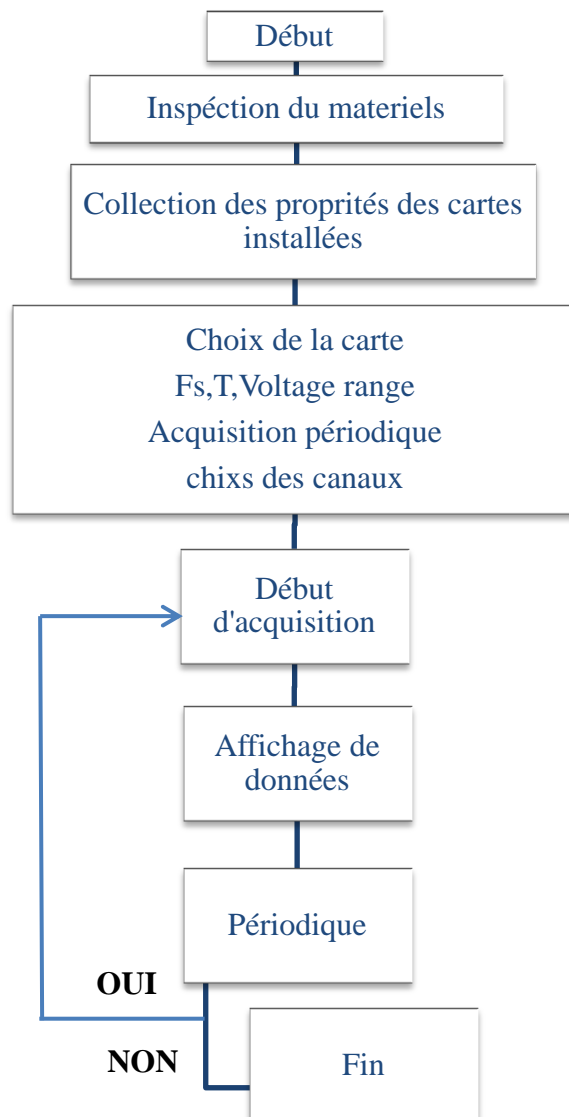 Début
Inspéction du materiels
Collection des proprités des cartes
installées
Choix de la carte
Fs,T,Voltage range
Acquisition périodique
chixs des canaux
Début
d'acquisition
Affichage de
données
Périodique
OUI
NON
Fin